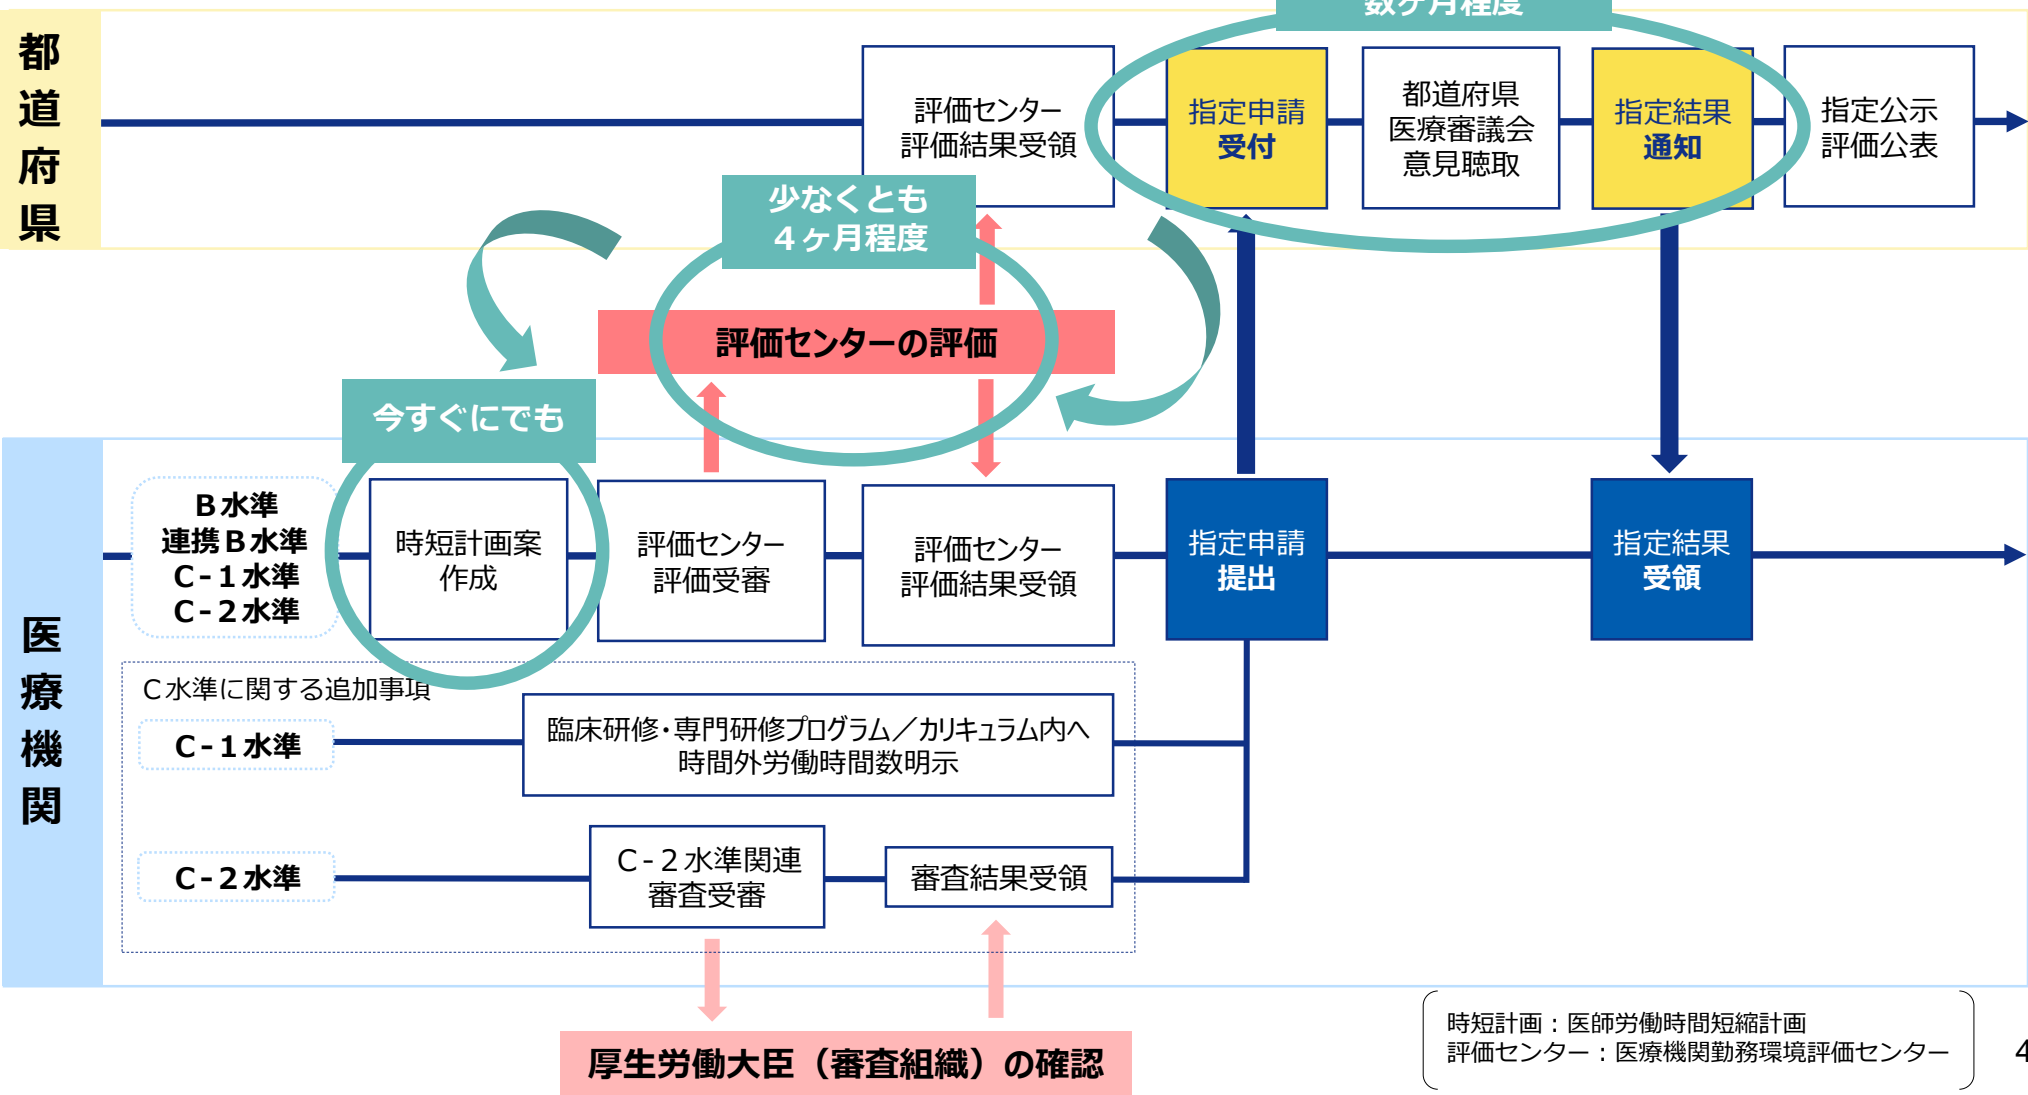 数ヶ月程度
都道府県
評価センター
評価結果受領
指定申請
受付
都道府県
医療審議会
意見聴取
指定結果
通知
指定公示
評価公表
少なくとも
４ヶ月程度
評価センターの評価
今すぐにでも
医療機関
Ｂ水準
連携Ｂ水準
Ｃ-１水準
Ｃ-２水準
時短計画案
作成
評価センター
評価受審
評価センター
評価結果受領
指定申請
提出
指定結果
受領
Ｃ水準に関する追加事項
Ｃ-１水準
臨床研修・専門研修プログラム／カリキュラム内へ
時間外労働時間数明示
Ｃ-２水準
Ｃ-２水準関連
審査受審
審査結果受領
厚生労働大臣（審査組織）の確認
時短計画：医師労働時間短縮計画
評価センター：医療機関勤務環境評価センター
4